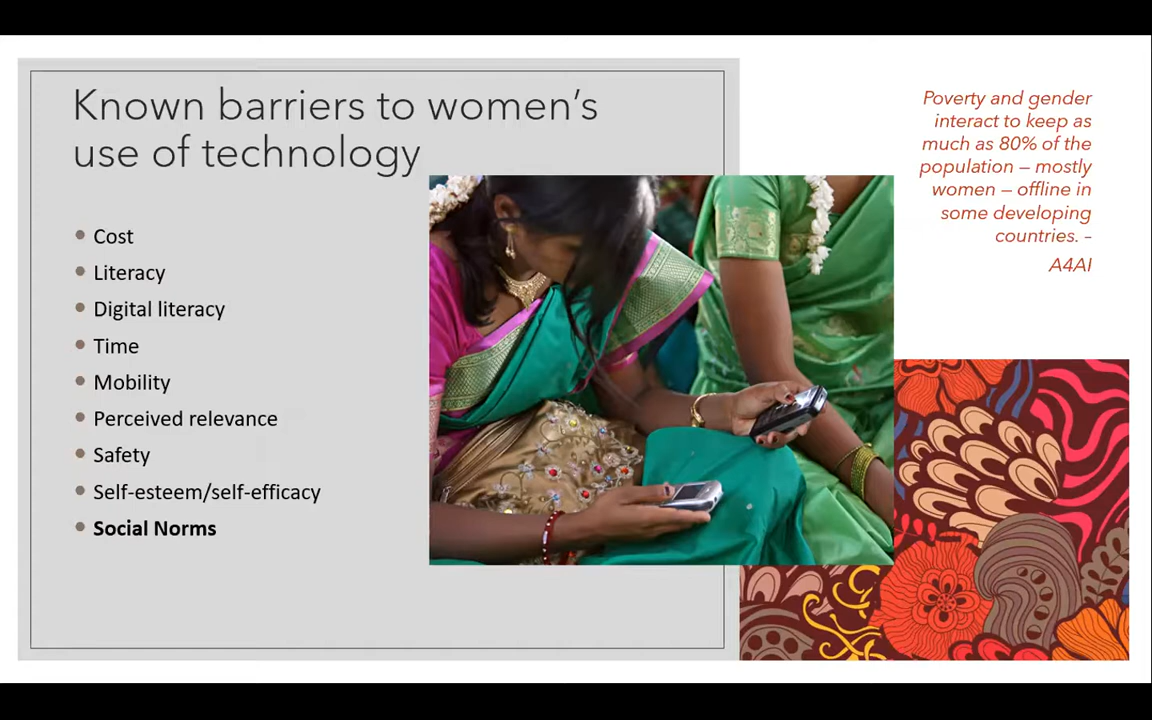 Known barriers to women’s
use of technology
Cost
Literacy
Digital literacy
Time
Mobility
Perceived relevance
Safety
Self-esteem/self-efficacy
Social Norms
Poverty and gender
interact to keep as
much as 80% of the
population – mostly
women – offline in
some developing
countries. -
A4AI